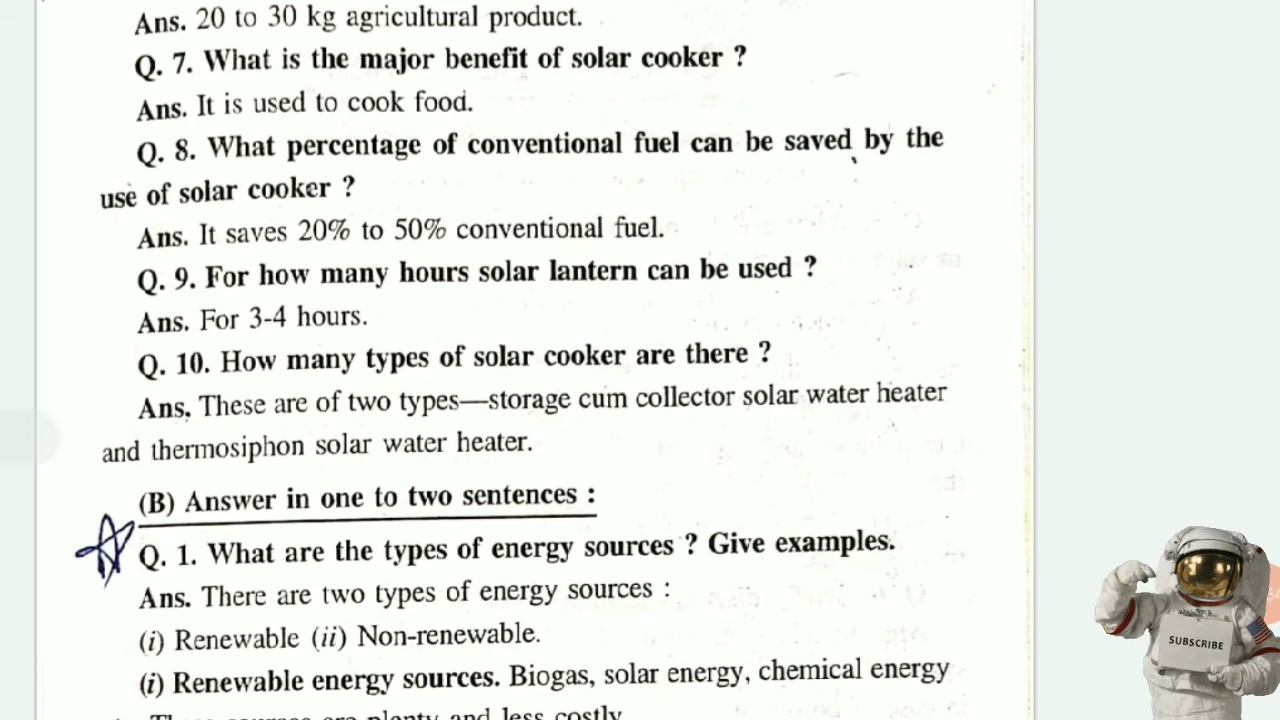 Ans. 20 to 30 kg agricultural product.
Q. 7. What is the major benefit of solar cooker ?
Ans. It is used to cook food.
Q. 8. What percentage of conventional fuel can be saved by the
use of solar cooker ?
Ans. It saves 20% to 50% conventional fuel.
Q. 9. For how many hours solar lantern can be used ?
Ans. For 3-4 hours.
Q. 10. How many types of solar cooker are there ?
Ans. These are of two types—storage cum collector solar water heater
and thermosiphon solar water heater.
(B) Answer in one to two sentences :
Q. 1. What are the types of energy sources ? Give examples.
Ans. There are two types of energy sources :
(i) Renewable (ii) Non-renewable.
(i) Renewable energy sources. Biogas, solar energy, chemical energy
sources are plenty and less costly
SUBSCRIBE